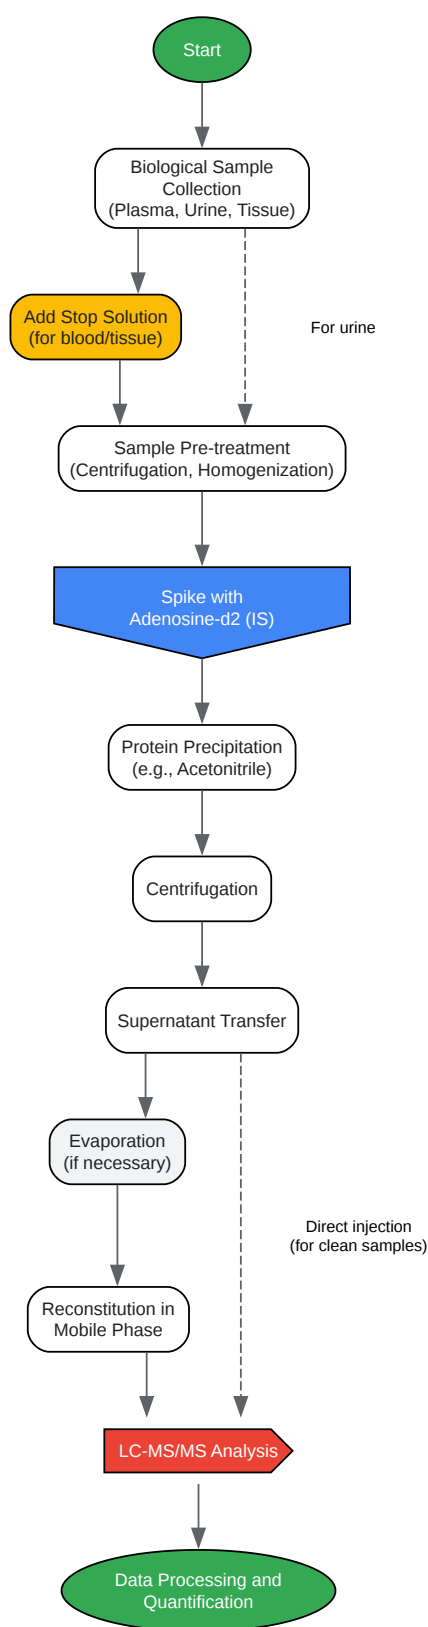 Start
Biological Sample
Collection
(Plasma, Urine, Tissue)
Add Stop Solution
(for blood/tissue)
For urine
Sample Pre-treatment
(Centrifugation, Homogenization)
Spike with
Adenosine-d2 (IS)
Protein Precipitation
(e.g., Acetonitrile)
Centrifugation
Supernatant Transfer
Evaporation
(if necessary)
Direct injection
(for clean samples)
Reconstitution in
Mobile Phase
LC-MS/MS Analysis
Data Processing and
Quantification